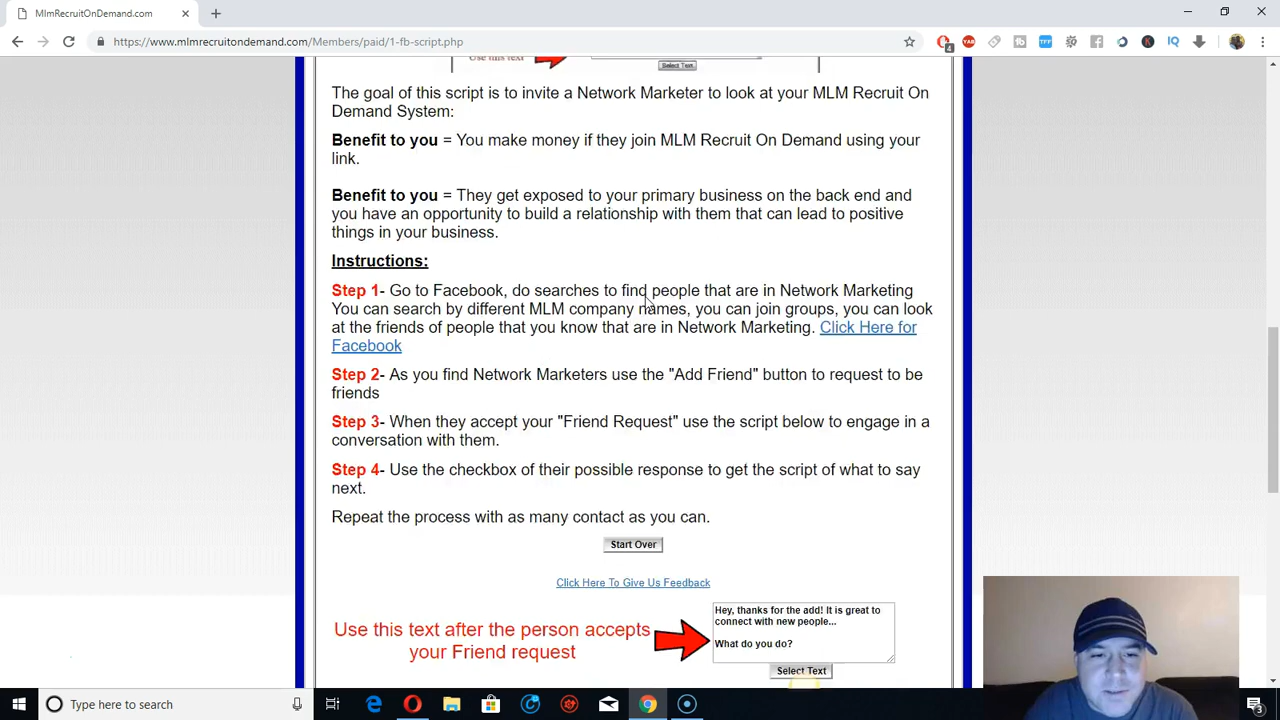 MlmRecruitOnDemand.com
https://www.mlmrecruitondemand.com/Members/paid/1-fb-script.php
Use this text
Select Text
The goal of this script is to invite a Network Marketer to look at your MLM Recruit On
Demand System:
Benefit to you = You make money if they join MLM Recruit On Demand using your
link.
Benefit to you = They get exposed to your primary business on the back end and
you have an opportunity to build a relationship with them that can lead to positive
things in your business.
Instructions:
Step 1- Go to Facebook, do searches to find people that are in Network Marketing
You can search by different MLM company names, you can join groups, you can look
at the friends of people that you know that are in Network Marketing. Click Here for
Facebook
Step 2- As you find Network Marketers use the "Add Friend" button to request to be
friends
Step 3- When they accept your "Friend Request" use the script below to engage in a
conversation with them.
Step 4- Use the checkbox of their possible response to get the script of what to say
next.
Repeat the process with as many contact as you can.
Start Over
Click Here To Give Us Feedback
Use this text after the person accepts
your Friend request
Hey, thanks for the add! It is great to
connect with new people...
What do you do?
Select Text
Type here to search